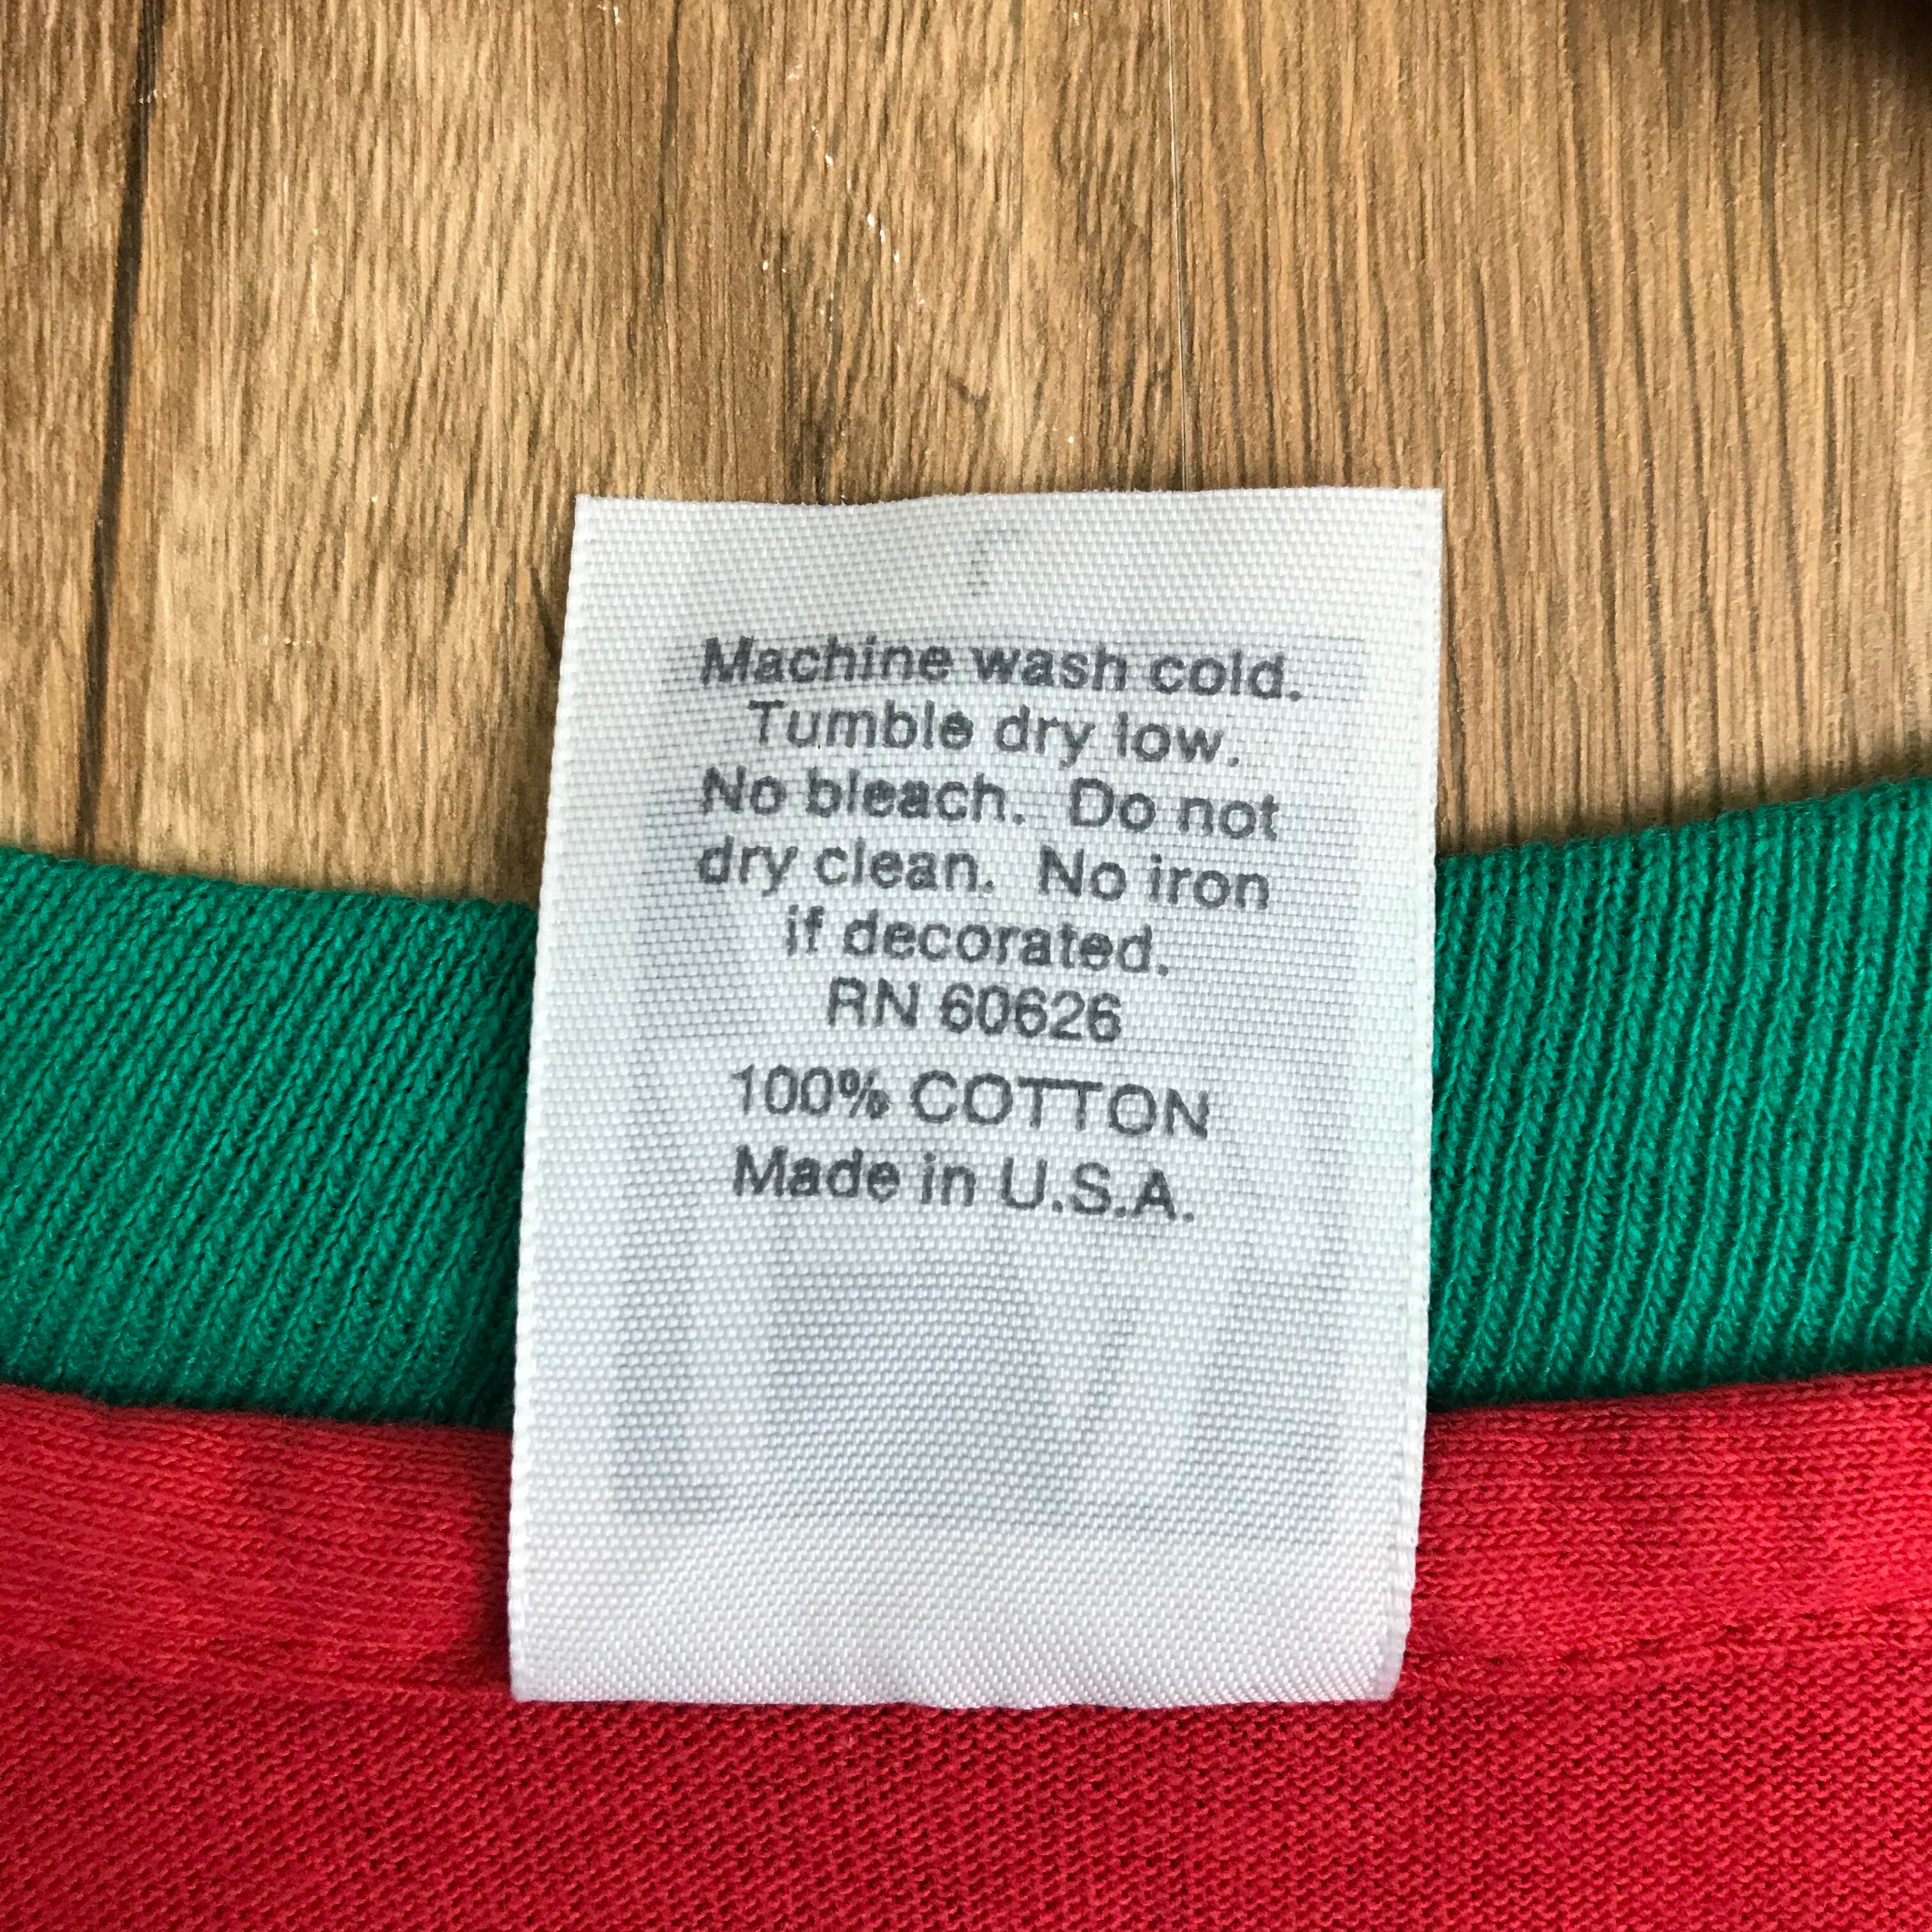 Machine wash cold.
Tumble dry low.
No bleach. Do not
dry clean. No iron
if decorated.
RN 60626
100% COTTON
Made in U.S.A.